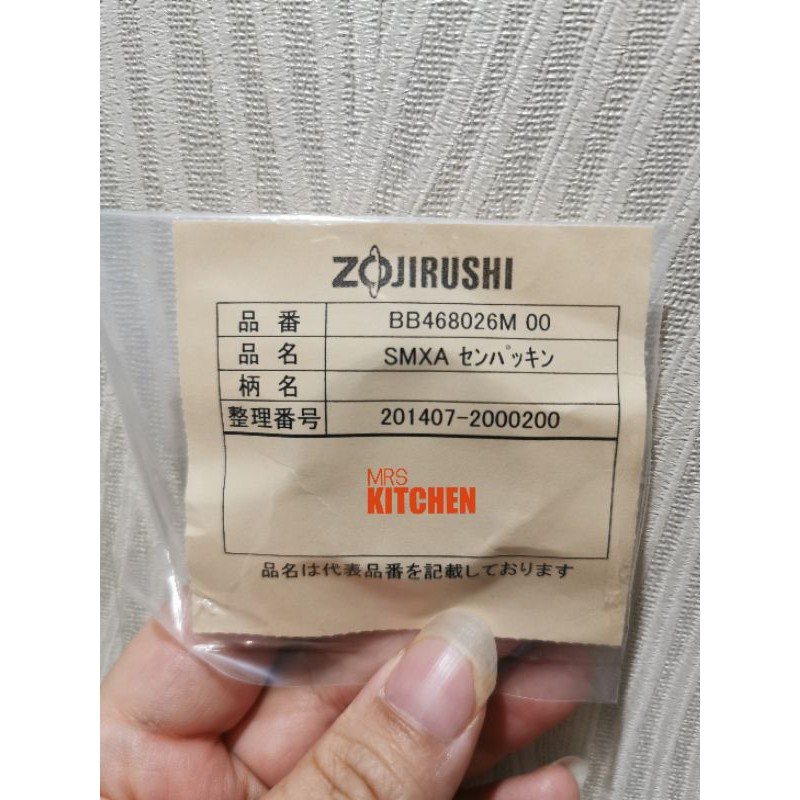 ZOJIRUSHI
品番 BB468026M 00
品名 SMXA センパッキン
柄名
整理番号 201407-2000200
MRS
KITCHEN
品名は代表品番を記載しております